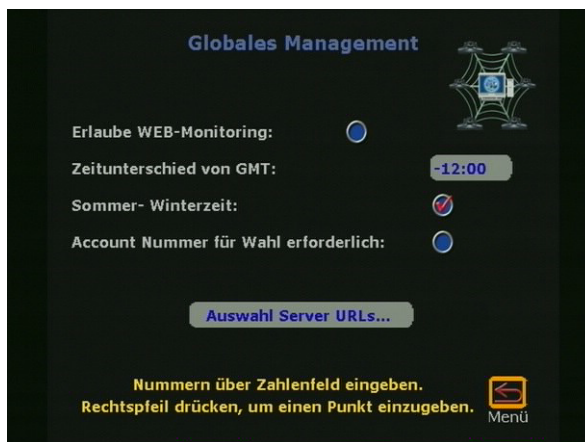 Globales Management
Erlaube WEB-Monitoring:
Zeitunterschied von GMT:
-12:00
Sommer- Winterzeit:
Account Nummer für Wahl erforderlich:
Auswahl Server URLs...
Nummern über Zahlenfeld eingeben.
Rechtspfeil drücken, um einen Punkt einzugeben.
Menü